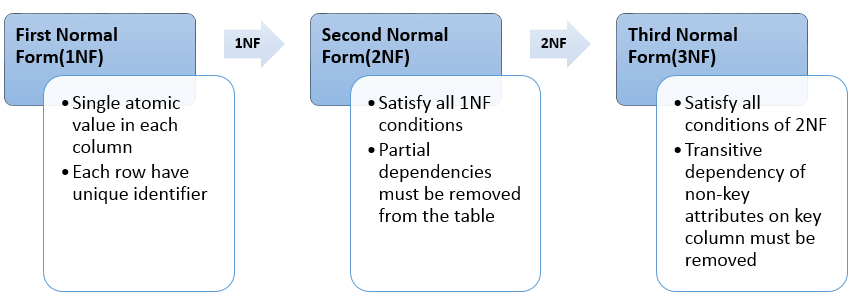 First Normal
Form(1NF)
• Single atomic
value in each
column
• Each row have
unique identifier
1NF
Second Normal
Form(2NF)
• Satisfy all 1NF
conditions
• Partial
dependencies
must be removed
from the table
2NF
Third Normal
Form(3NF)
• Satisfy all
conditions of 2NF
• Transitive
dependency of
non-key
attributes on key
column must be
removed